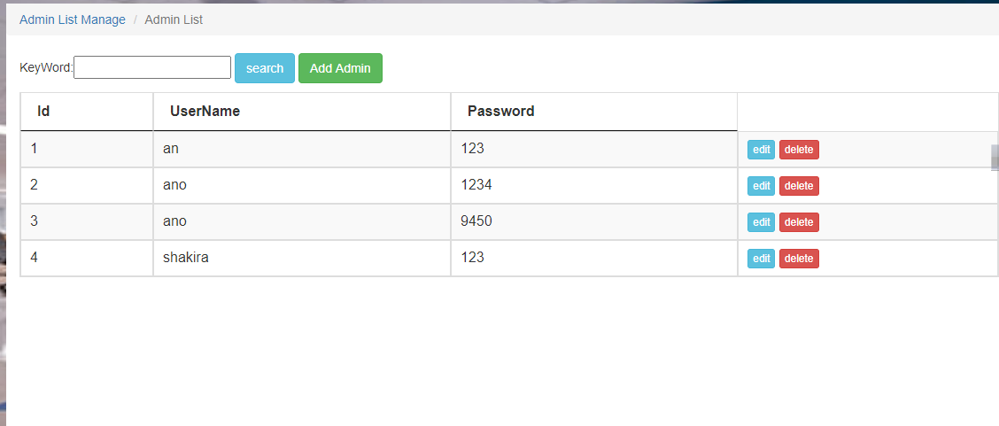 Admin List Manage / Admin List
KeyWord: search Add Admin
Id UserName Password
1 an 123 edit delete
2 ano 1234 edit delete
3 ano 9450 edit delete
4 shakira 123 edit delete